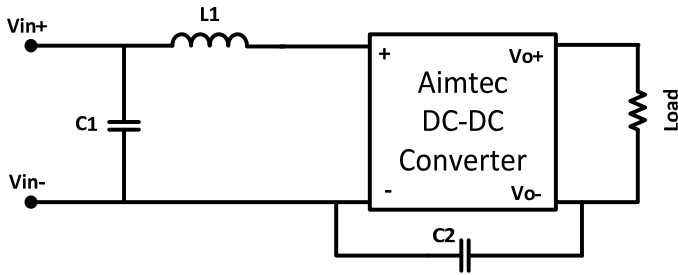 Vin+
L1
+
Vo+
Aimtec
DC-DC
Converter
C1
Load
Vin-
-
Vo-
C2